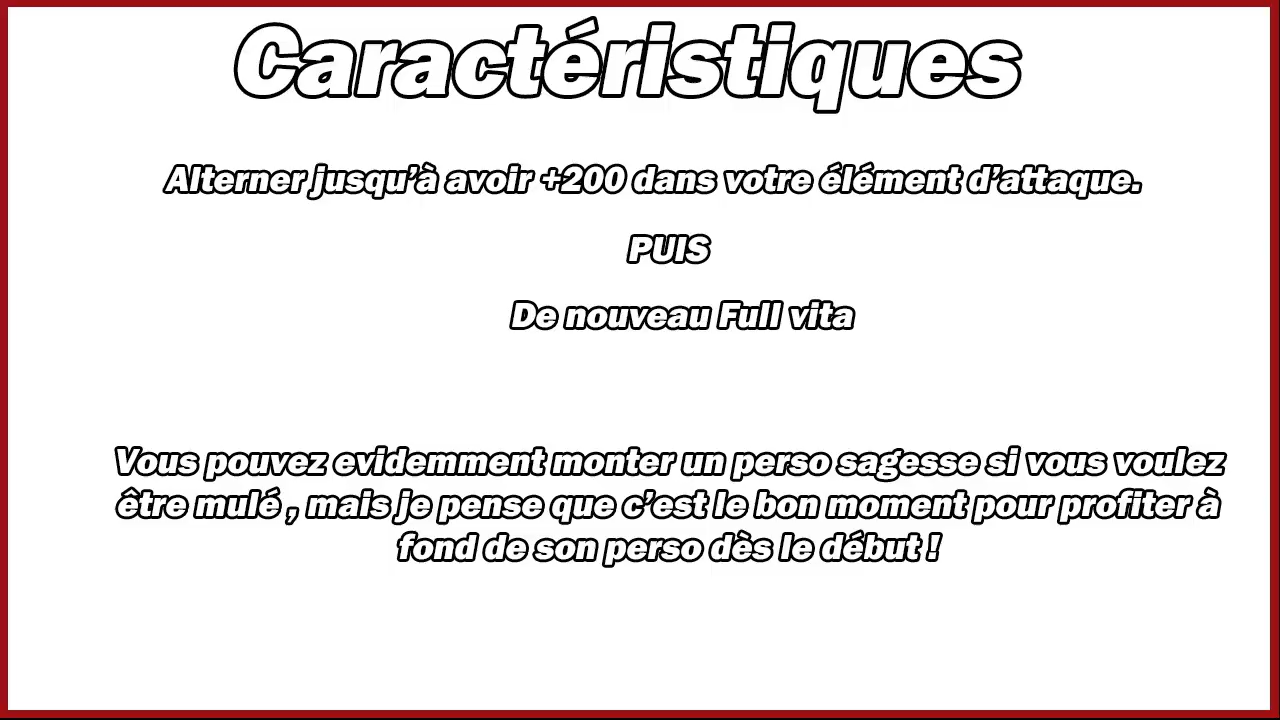 Caractéristiques
Alterner jusqu'à avoir +200 dans votre élément d'attaque.
PUIS
De nouveau Full vita
Vous pouvez evidemment monter un perso sagesse si vous voulez
être mulé , mais je pense que c'est le bon moment pour profiter à
fond de son perso dès le début !